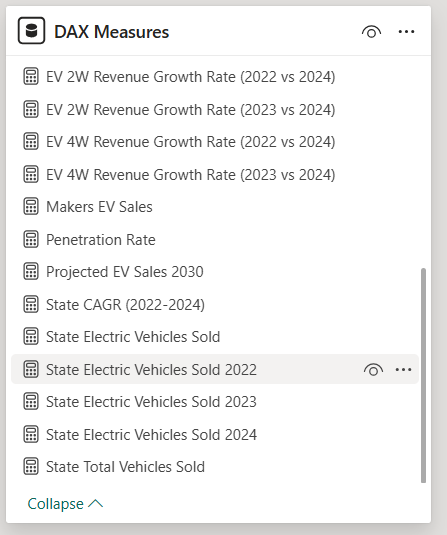 DAX Measures
EV 2W Revenue Growth Rate (2022 vs 2024)
EV 2W Revenue Growth Rate (2023 vs 2024)
EV 4W Revenue Growth Rate (2022 vs 2024)
EV 4W Revenue Growth Rate (2023 vs 2024)
Makers EV Sales
Penetration Rate
Projected EV Sales 2030
State CAGR (2022-2024)
State Electric Vehicles Sold
State Electric Vehicles Sold 2022
State Electric Vehicles Sold 2023
State Electric Vehicles Sold 2024
State Total Vehicles Sold
Collapse